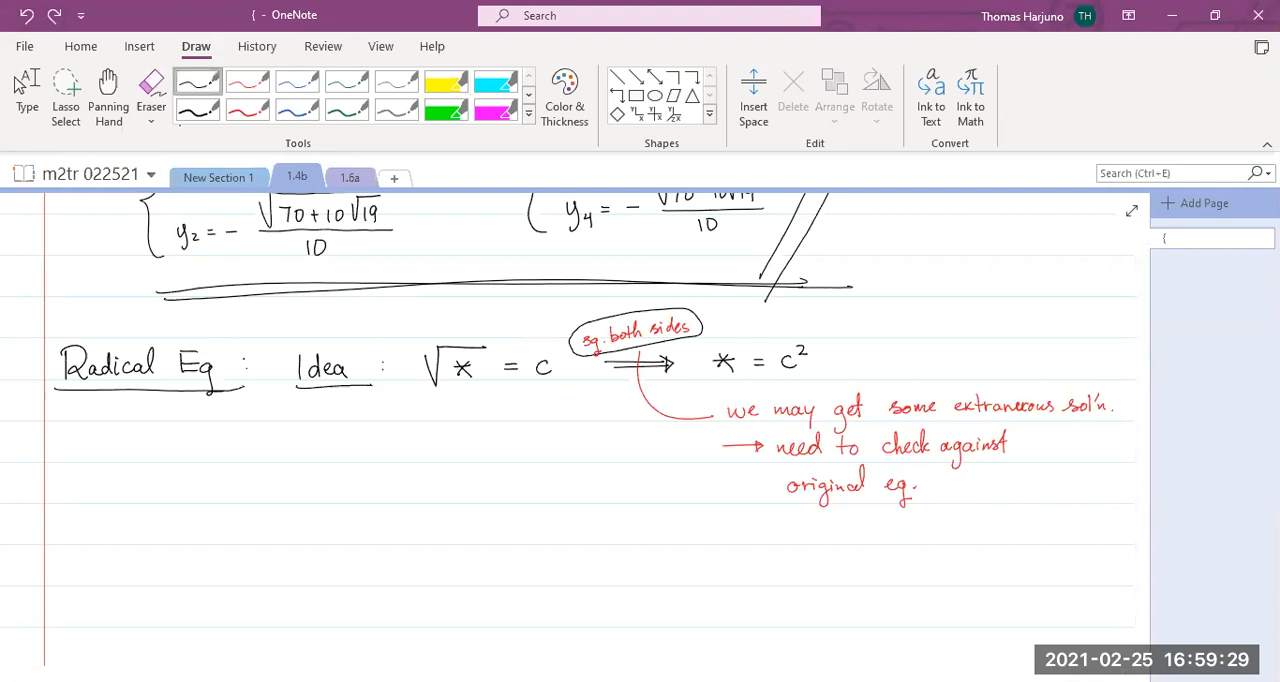 { - OneNote
Search
Thomas Harjuno TH
File Home Insert Draw History Review View Help
Type Lasso Select Panning Hand Eraser
Color & Thickness
Insert Space Delete Arrange Rotate
Ink to Text Ink to Math
Tools Shapes Edit Convert
m2tr 022521 New Section 1 1.4b 1.6a
Search (Ctrl+E)
Add Page
{
y₂ = - √(70+10√19)/10
y₄ = -
10
Radical Eq : Idea : √* = c sq. both sides ⟹ * = c²
we may get some extranerous sol'n.
→ need to check against
original eq.
2021-02-25 16:59:29